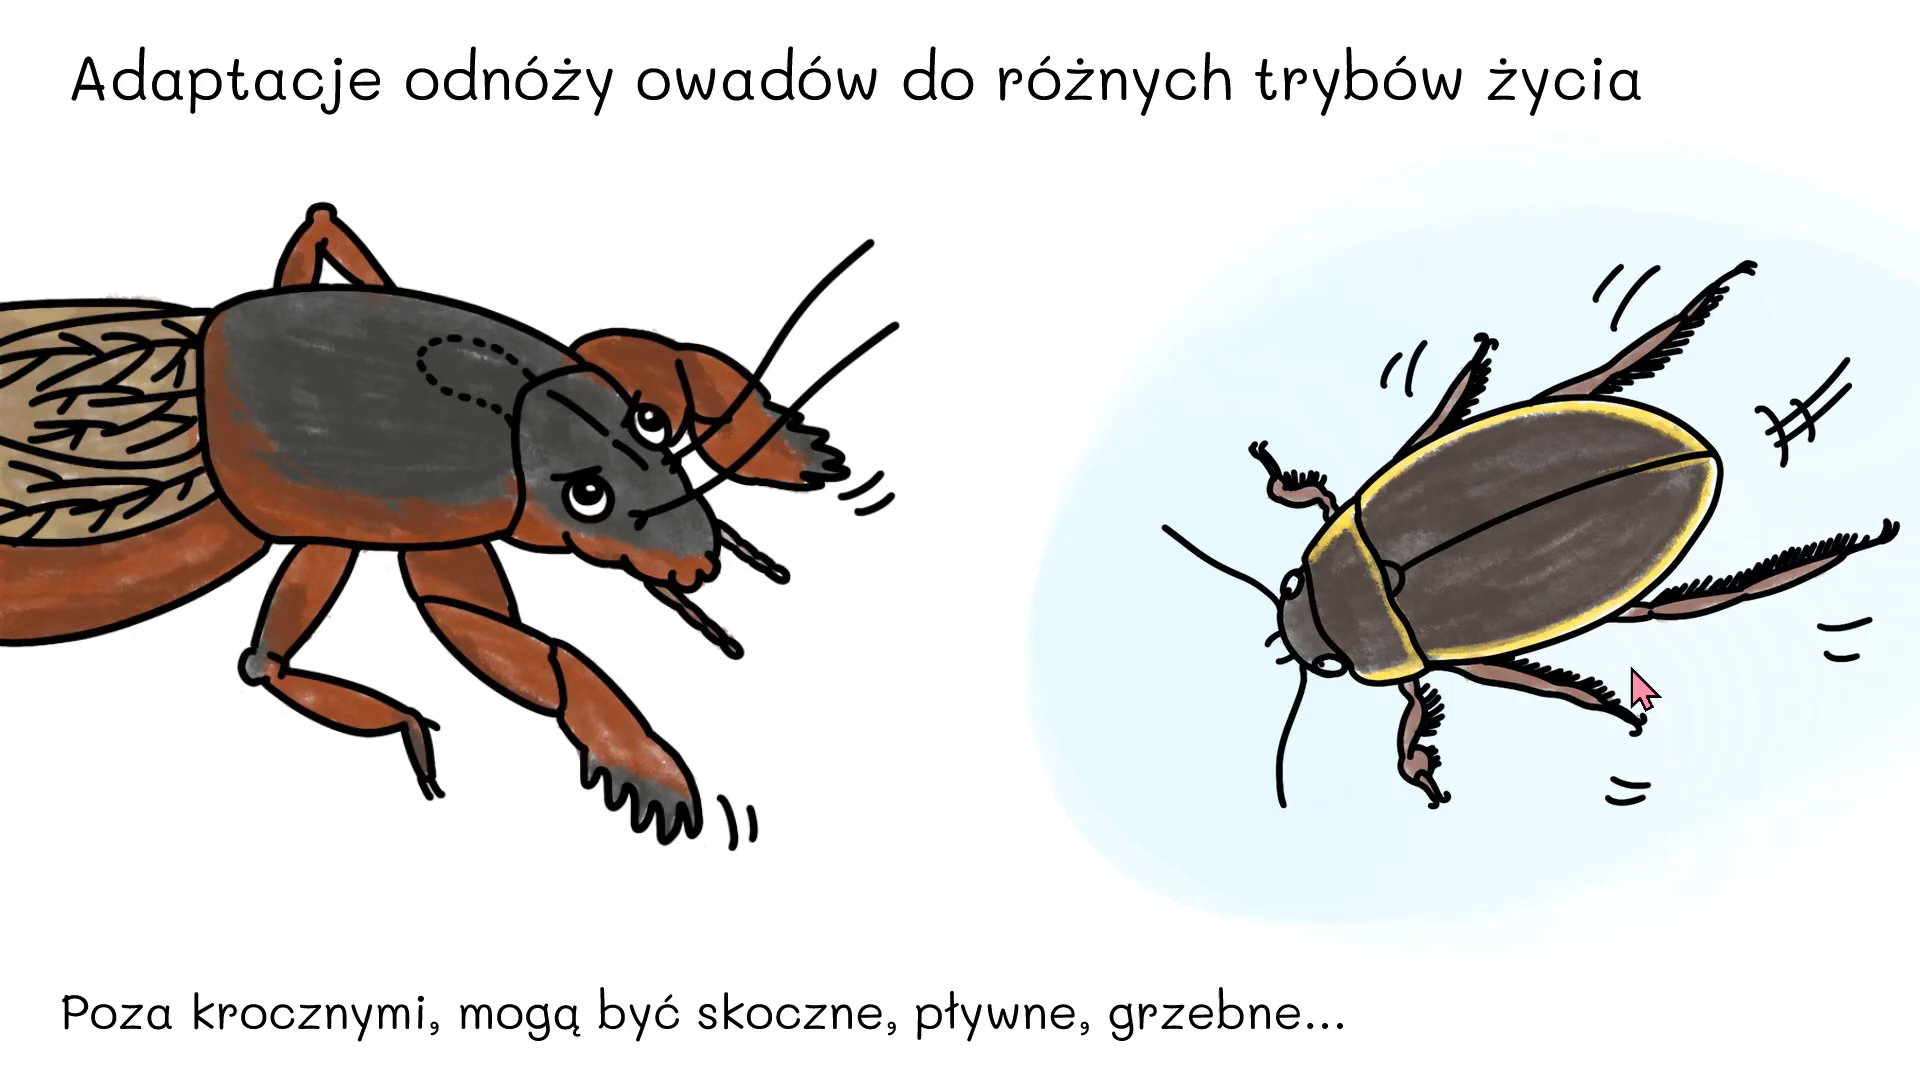 Adaptacje odnóży owadów do różnych trybów życia
Poza krocznymi, mogą być skoczne, pływne, grzebne...